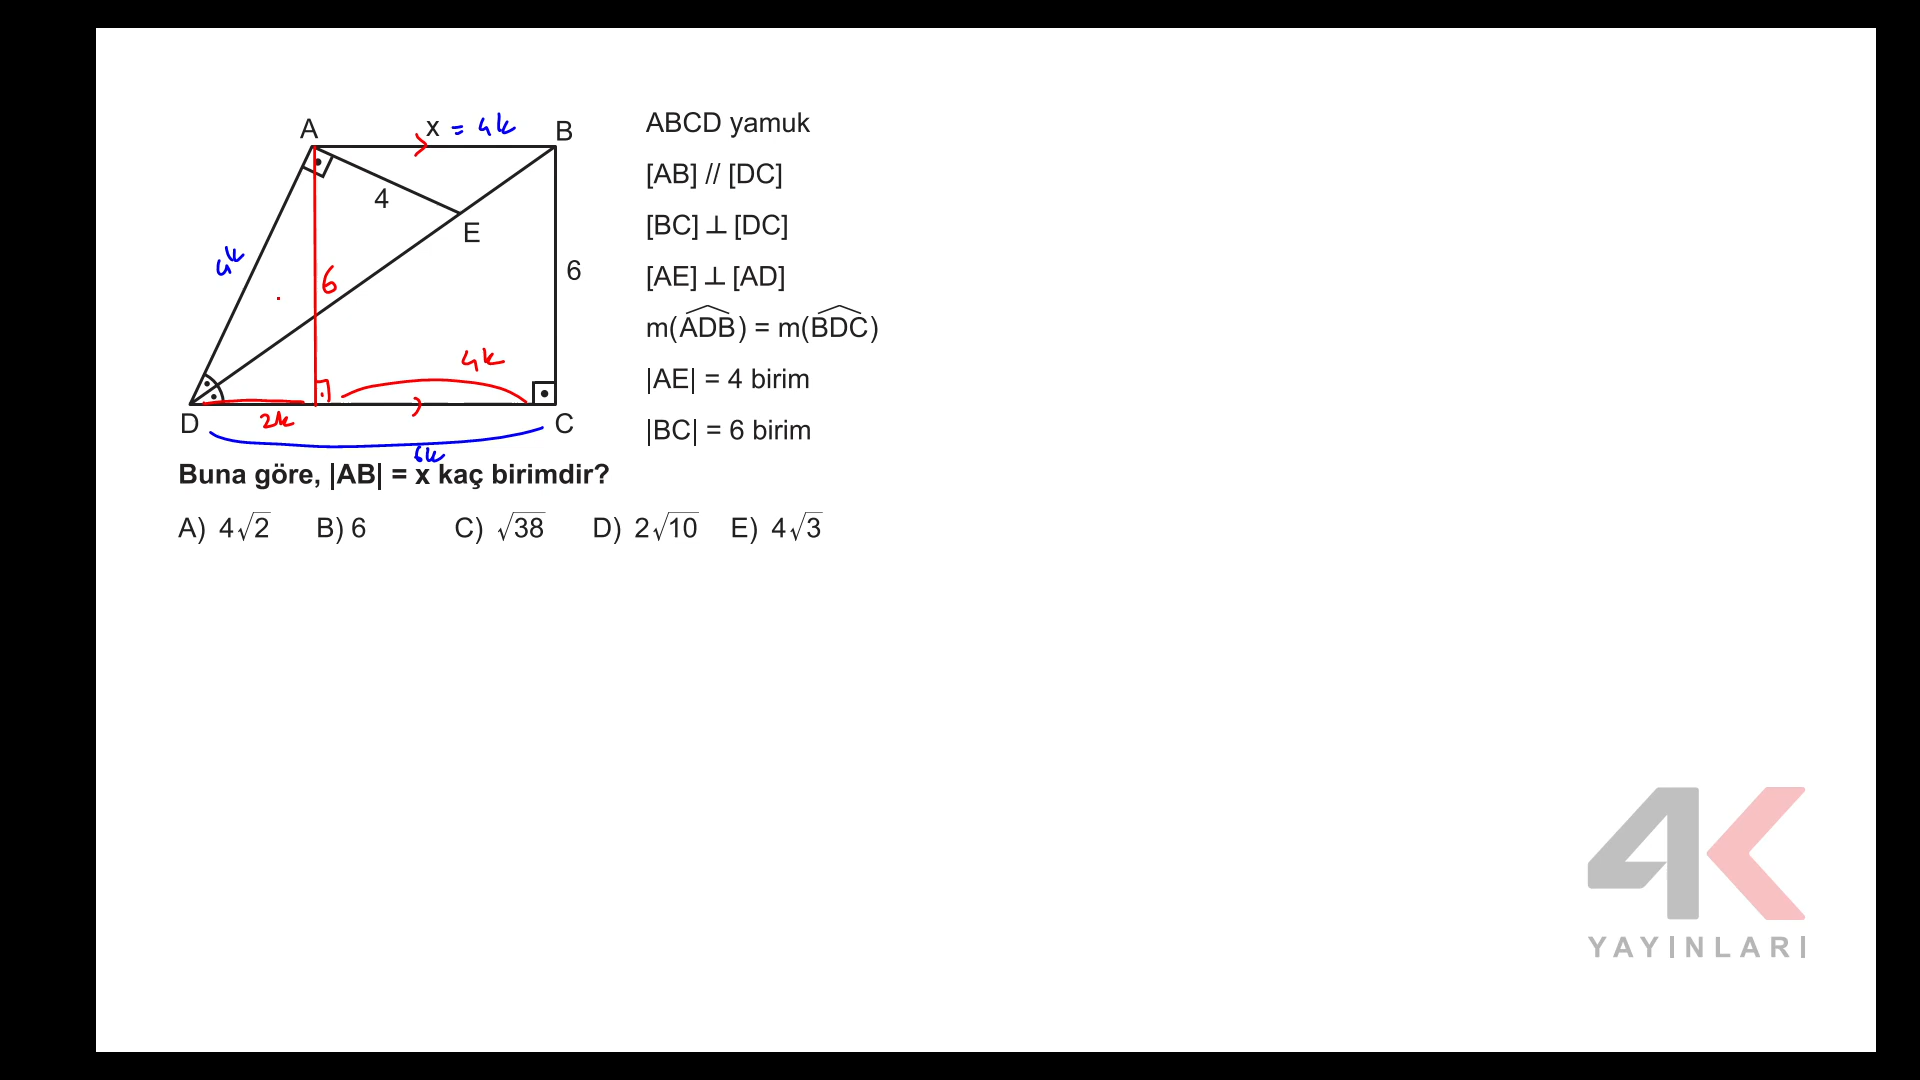 A x = 4k B
4
E
4k
6
6
4k
D 2k C
6k
ABCD yamuk
[AB] // [DC]
[BC] ⊥ [DC]
[AE] ⊥ [AD]
m(ADB) = m(BDC)
|AE| = 4 birim
|BC| = 6 birim
Buna göre, |AB| = x kaç birimdir?
A) 4√2 B) 6 C) √38 D) 2√10 E) 4√3
4K
YAYINLARI